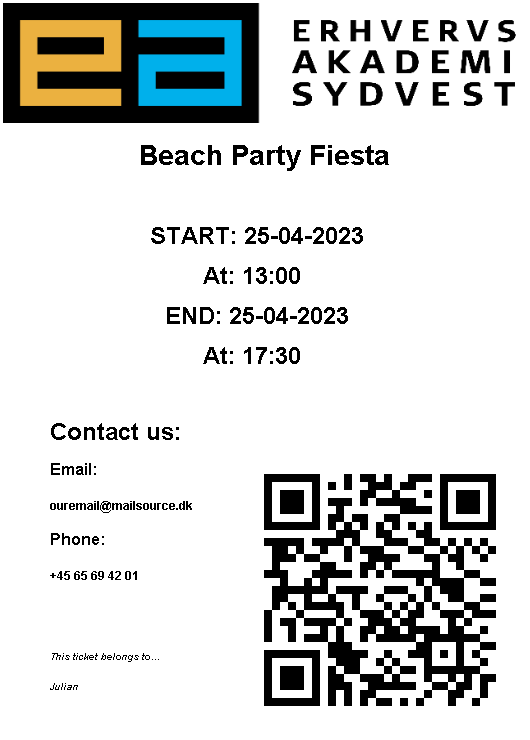 ea
ERHVERVS
AKADEMI
SYDVEST
Beach Party Fiesta
START: 25-04-2023
At: 13:00
END: 25-04-2023
At: 17:30
Contact us:
Email:
ouremail@mailsource.dk
Phone:
+45 65 69 42 01
This ticket belongs to...
Julian